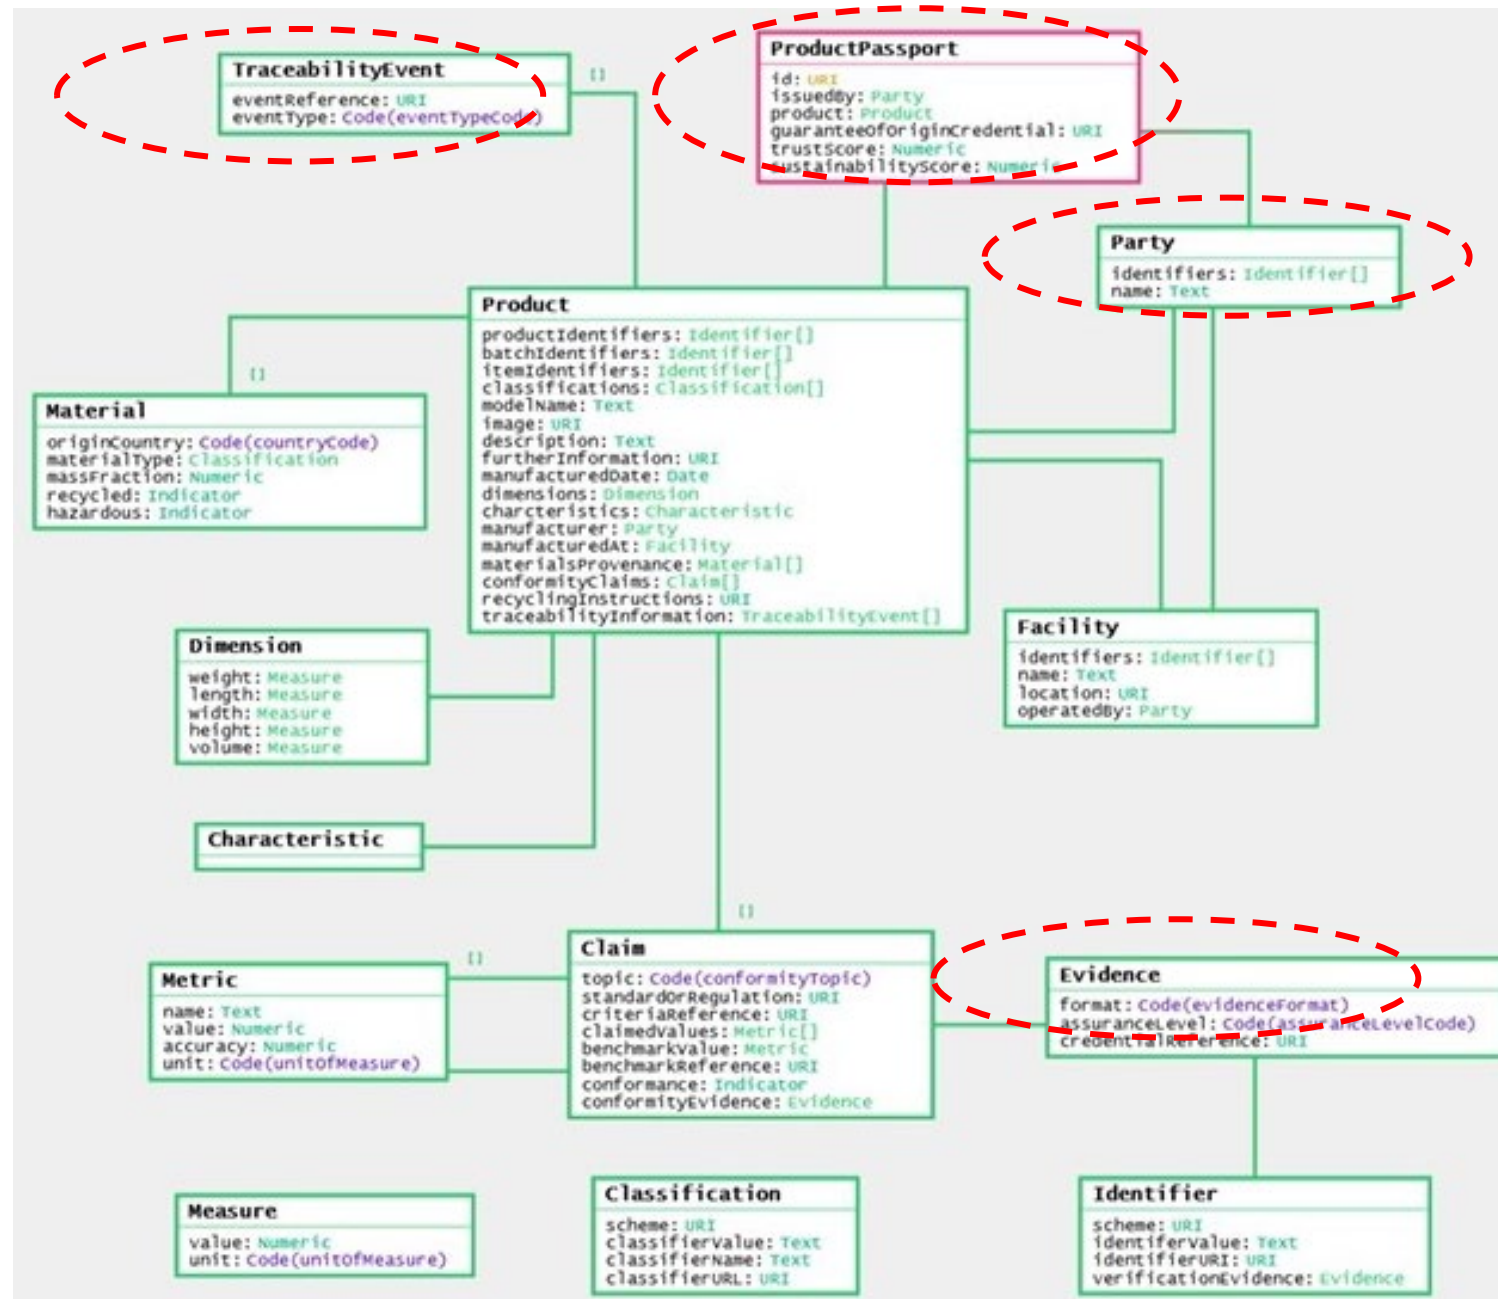 TraceabilityEvent
eventReference: URI
eventType: Code(eventTypeCode)
[]
ProductPassport
id: URI
issuedBy: Party
product: Product
guaranteeOfOriginCredential: URI
trustScore: Numeric
sustainabilityScore: Numeric
Party
identifiers: Identifier[]
name: Text
Product
productIdentifiers: Identifier[]
batchIdentifiers: Identifier[]
itemIdentifiers: Identifier[]
classifications: Classification[]
modelName: Text
image: URI
description: Text
furtherInformation: URI
manufacturedDate: Date
dimensions: Dimension
charcteristics: Characteristic
manufacturer: Party
manufacturedAt: Facility
materialsProvenance: Material[]
conformityClaims: Claim[]
recyclingInstructions: URI
traceabilityInformation: TraceabilityEvent[]
[]
Material
originCountry: Code(countryCode)
materialType: Classification
massFraction: Numeric
recycled: Indicator
hazardous: Indicator
Dimension
weight: Measure
length: Measure
width: Measure
height: Measure
volume: Measure
Facility
identifiers: Identifier[]
name: Text
location: URI
operatedBy: Party
Characteristic
[]
Metric
name: Text
value: Numeric
accuracy: Numeric
unit: Code(unitOfMeasure)
[]
Claim
topic: Code(conformityTopic)
standardOrRegulation: URI
criteriaReference: URI
claimedValues: Metric[]
benchmarkValue: Metric
benchmarkReference: URI
conformance: Indicator
conformityEvidence: Evidence
Evidence
format: Code(evidenceFormat)
assuranceLevel: Code(assuranceLevelCode)
credentialReference: URI
Measure
value: Numeric
unit: Code(unitOfMeasure)
Classification
scheme: URI
classifierValue: Text
classifierName: Text
classifierURL: URI
Identifier
scheme: URI
identiferValue: Text
identifierURI: URI
verificationEvidence: Evidence